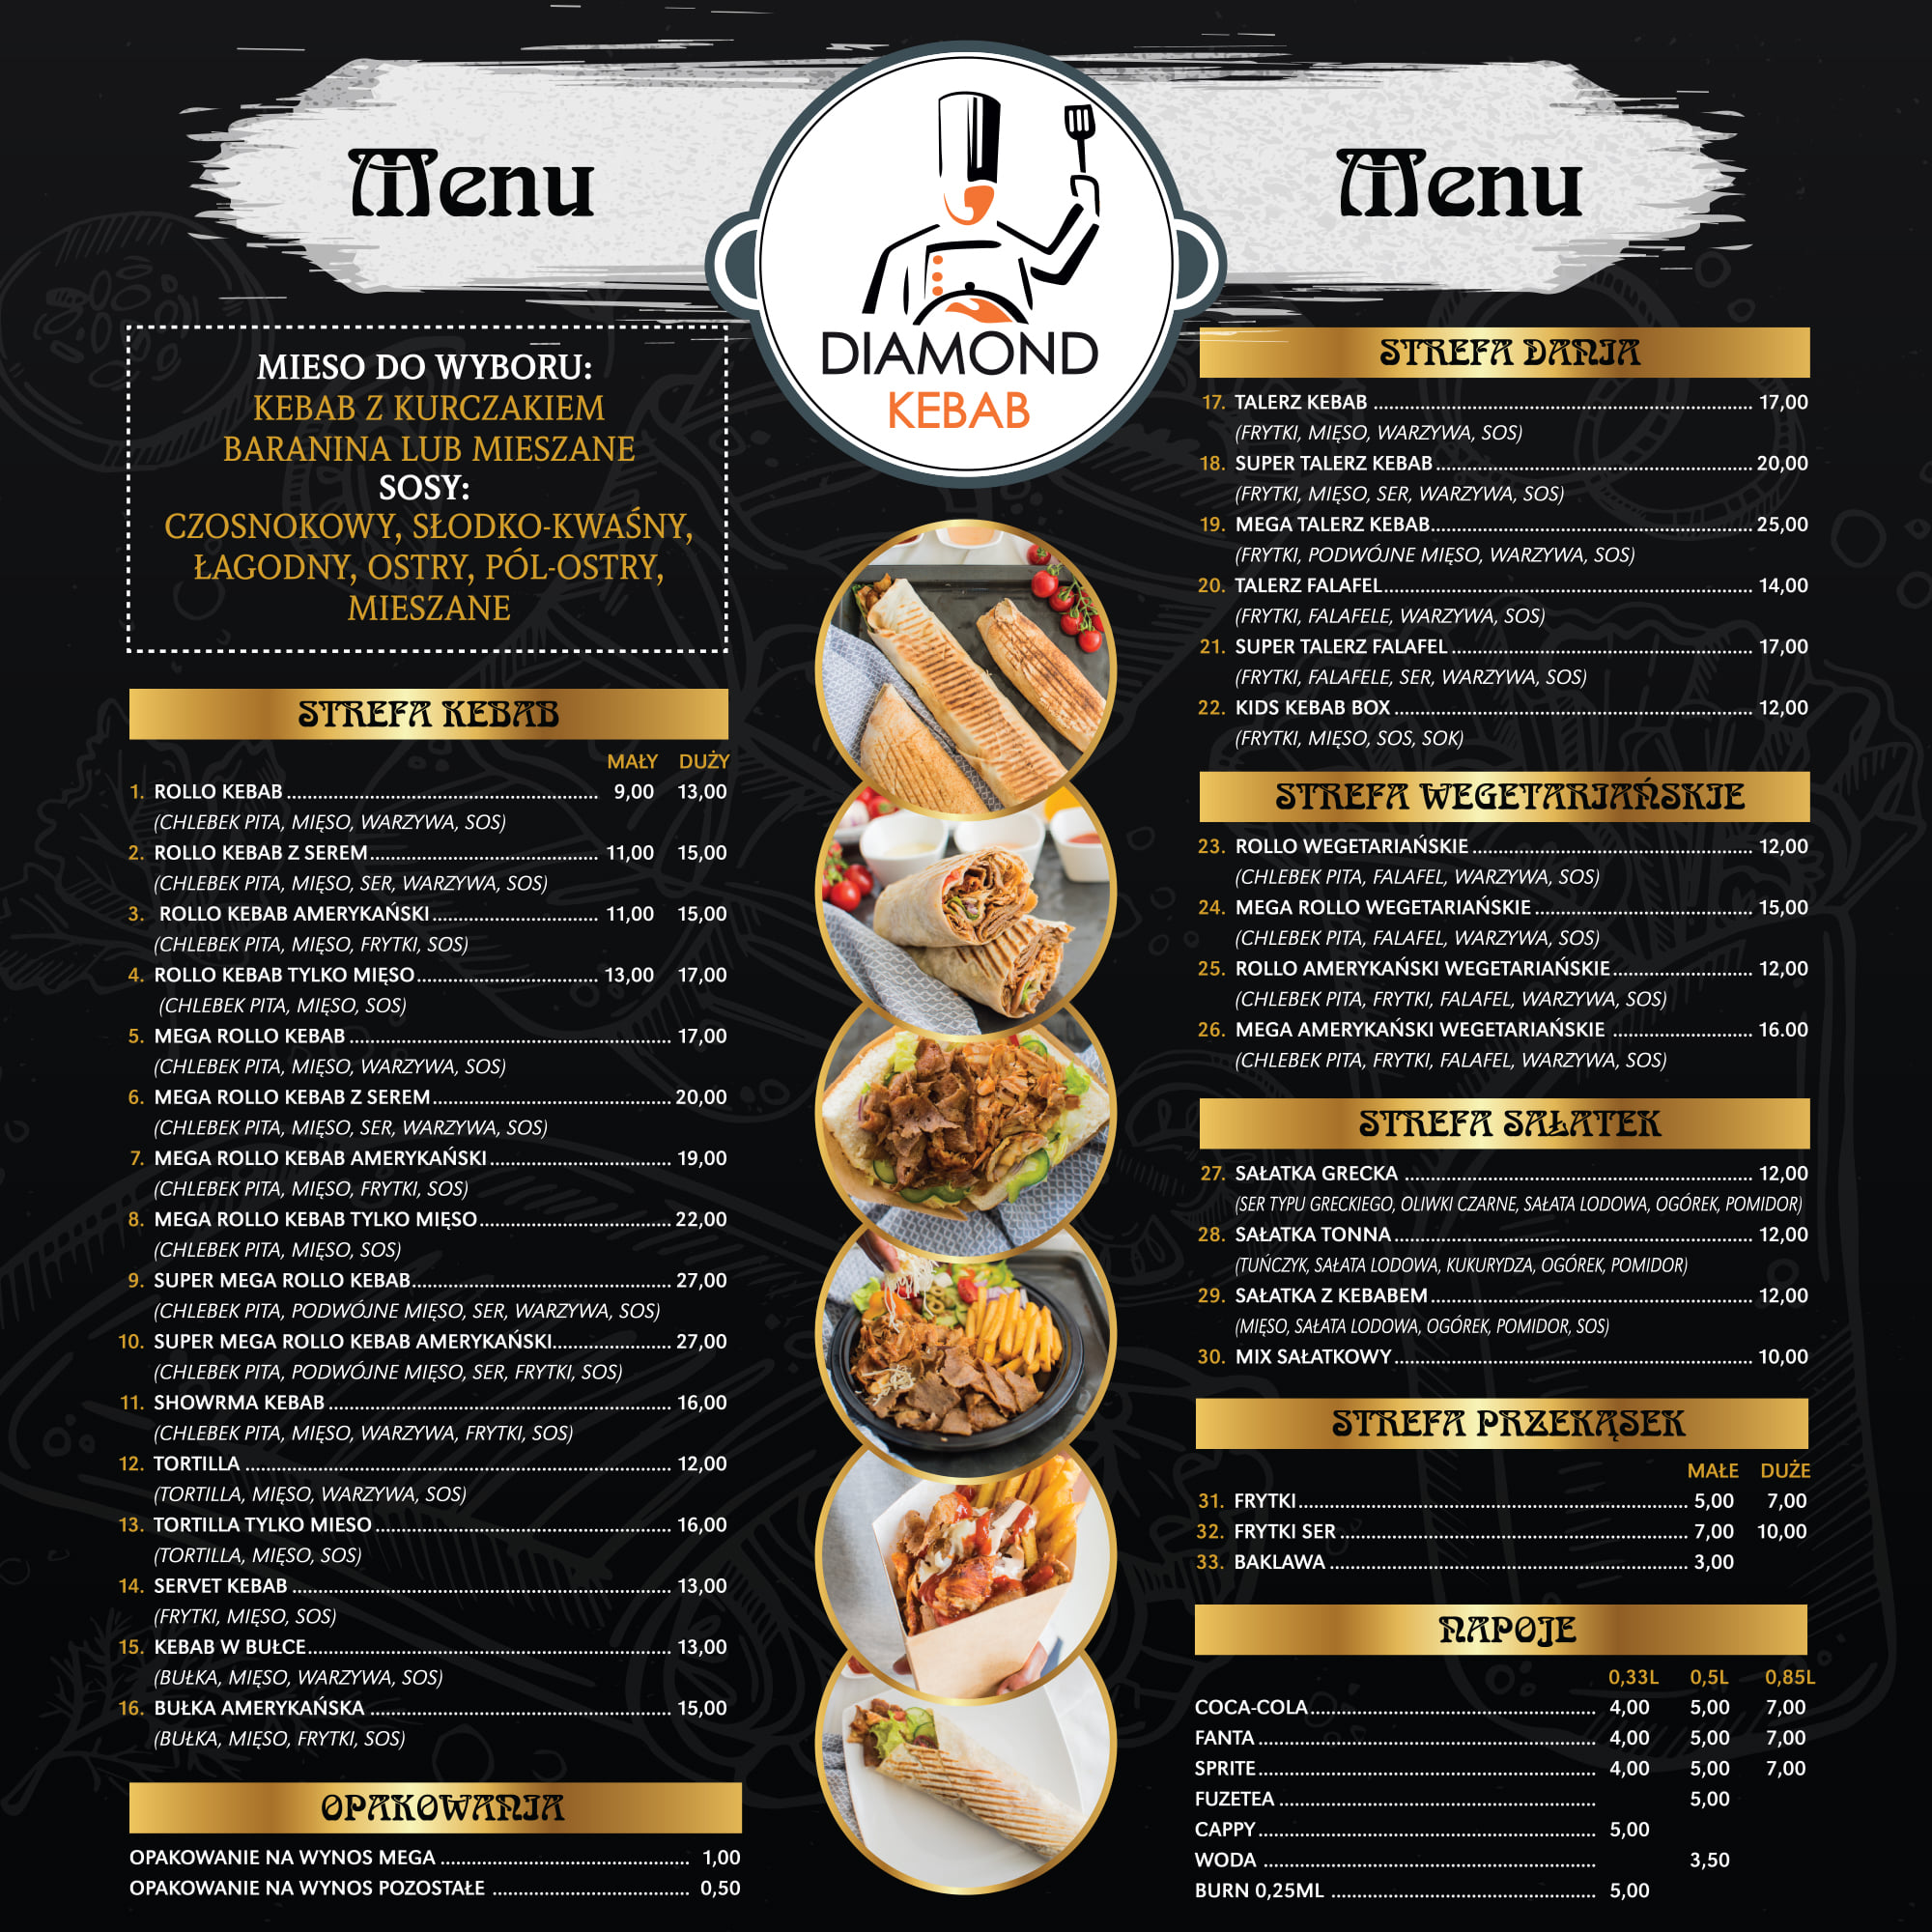 Menu
Menu
DIAMOND
KEBAB
MIESO DO WYBORU:
KEBAB Z KURCZAKIEM
BARANINA LUB MIESZANE
SOSY:
CZOSNOKOWY, SŁODKO-KWAŚNY,
ŁAGODNY, OSTRY, PÓL-OSTRY,
MIESZANE
STREFA KEBAB
MAŁY DUŻY
1. ROLLO KEBAB 9,00 13,00
(CHLEBEK PITA, MIĘSO, WARZYWA, SOS)
2. ROLLO KEBAB Z SEREM 11,00 15,00
(CHLEBEK PITA, MIĘSO, SER, WARZYWA, SOS)
3. ROLLO KEBAB AMERYKAŃSKI 11,00 15,00
(CHLEBEK PITA, MIĘSO, FRYTKI, SOS)
4. ROLLO KEBAB TYLKO MIĘSO 13,00 17,00
(CHLEBEK PITA, MIĘSO, SOS)
5. MEGA ROLLO KEBAB 17,00
(CHLEBEK PITA, MIĘSO, WARZYWA, SOS)
6. MEGA ROLLO KEBAB Z SEREM 20,00
(CHLEBEK PITA, MIĘSO, SER, WARZYWA, SOS)
7. MEGA ROLLO KEBAB AMERYKAŃSKI 19,00
(CHLEBEK PITA, MIĘSO, FRYTKI, SOS)
8. MEGA ROLLO KEBAB TYLKO MIĘSO 22,00
(CHLEBEK PITA, MIĘSO, SOS)
9. SUPER MEGA ROLLO KEBAB 27,00
(CHLEBEK PITA, PODWÓJNE MIĘSO, SER, WARZYWA, SOS)
10. SUPER MEGA ROLLO KEBAB AMERYKAŃSKI 27,00
(CHLEBEK PITA, PODWÓJNE MIĘSO, SER, FRYTKI, SOS)
11. SHOWRMA KEBAB 16,00
(CHLEBEK PITA, MIĘSO, WARZYWA, FRYTKI, SOS)
12. TORTILLA 12,00
(TORTILLA, MIĘSO, WARZYWA, SOS)
13. TORTILLA TYLKO MIESO 16,00
(TORTILLA, MIĘSO, SOS)
14. SERVET KEBAB 13,00
(FRYTKI, MIĘSO, SOS)
15. KEBAB W BUŁCE 13,00
(BUŁKA, MIĘSO, WARZYWA, SOS)
16. BUŁKA AMERYKAŃSKA 15,00
(BUŁKA, MIĘSO, FRYTKI, SOS)
OPAKOWANIA
OPAKOWANIE NA WYNOS MEGA 1,00
OPAKOWANIE NA WYNOS POZOSTAŁE 0,50
STREFA DANIA
17. TALERZ KEBAB 17,00
(FRYTKI, MIĘSO, WARZYWA, SOS)
18. SUPER TALERZ KEBAB 20,00
(FRYTKI, MIĘSO, SER, WARZYWA, SOS)
19. MEGA TALERZ KEBAB 25,00
(FRYTKI, PODWÓJNE MIĘSO, WARZYWA, SOS)
20. TALERZ FALAFEL 14,00
(FRYTKI, FALAFELE, WARZYWA, SOS)
21. SUPER TALERZ FALAFEL 17,00
(FRYTKI, FALAFELE, SER, WARZYWA, SOS)
22. KIDS KEBAB BOX 12,00
(FRYTKI, MIĘSO, SOS, SOK)
STREFA WEGETARIAŃSKIE
23. ROLLO WEGETARIAŃSKIE 12,00
(CHLEBEK PITA, FALAFEL, WARZYWA, SOS)
24. MEGA ROLLO WEGETARIAŃSKIE 15,00
(CHLEBEK PITA, FALAFEL, WARZYWA, SOS)
25. ROLLO AMERYKAŃSKI WEGETARIAŃSKIE 12,00
(CHLEBEK PITA, FRYTKI, FALAFEL, WARZYWA, SOS)
26. MEGA AMERYKAŃSKI WEGETARIAŃSKIE 16.00
(CHLEBEK PITA, FRYTKI, FALAFEL, WARZYWA, SOS)
STREFA SAŁATEK
27. SAŁATKA GRECKA 12,00
(SER TYPU GRECKIEGO, OLIWKI CZARNE, SAŁATA LODOWA, OGÓREK, POMIDOR)
28. SAŁATKA TONNA 12,00
(TUŃCZYK, SAŁATA LODOWA, KUKURYDZA, OGÓREK, POMIDOR)
29. SAŁATKA Z KEBABEM 12,00
(MIĘSO, SAŁATA LODOWA, OGÓREK, POMIDOR, SOS)
30. MIX SAŁATKOWY 10,00
STREFA PRZEKĄSEK
MAŁE DUŻE
31. FRYTKI 5,00 7,00
32. FRYTKI SER 7,00 10,00
33. BAKLAWA 3,00
NAPOJE
0,33L 0,5L 0,85L
COCA-COLA 4,00 5,00 7,00
FANTA 4,00 5,00 7,00
SPRITE 4,00 5,00 7,00
FUZETEA 5,00
CAPPY 5,00
WODA 3,50
BURN 0,25ML 5,00